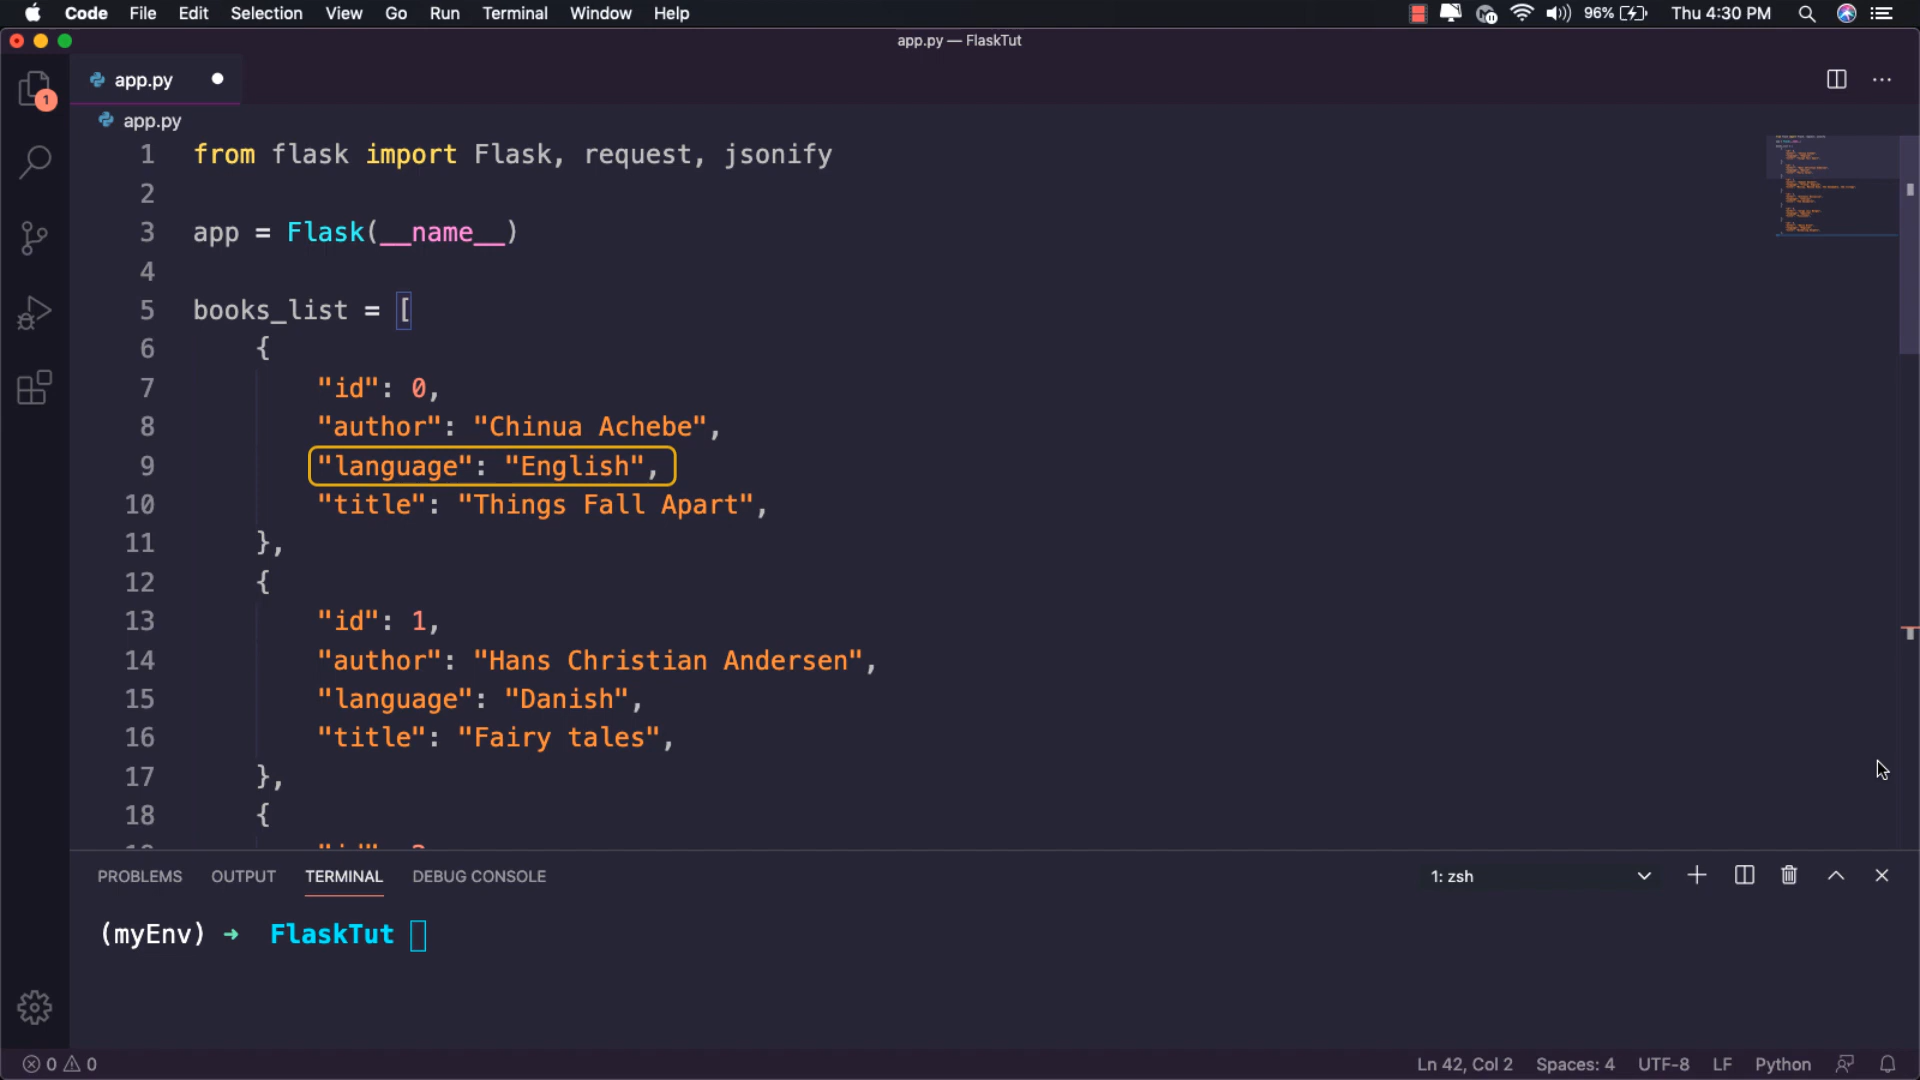 Code File Edit Selection View Go Run Terminal Window Help 96% Thu 4:30 PM
app.py — FlaskTut
1
app.py
app.py
1 from flask import Flask, request, jsonify
2
3 app = Flask(__name__)
4
5 books_list = [
6 {
7 "id": 0,
8 "author": "Chinua Achebe",
9 "language": "English",
10 "title": "Things Fall Apart",
11 },
12 {
13 "id": 1,
14 "author": "Hans Christian Andersen",
15 "language": "Danish",
16 "title": "Fairy tales",
17 },
18 {
PROBLEMS OUTPUT TERMINAL DEBUG CONSOLE 1: zsh
(myEnv) ➜ FlaskTut
0 0 Ln 42, Col 2 Spaces: 4 UTF-8 LF Python